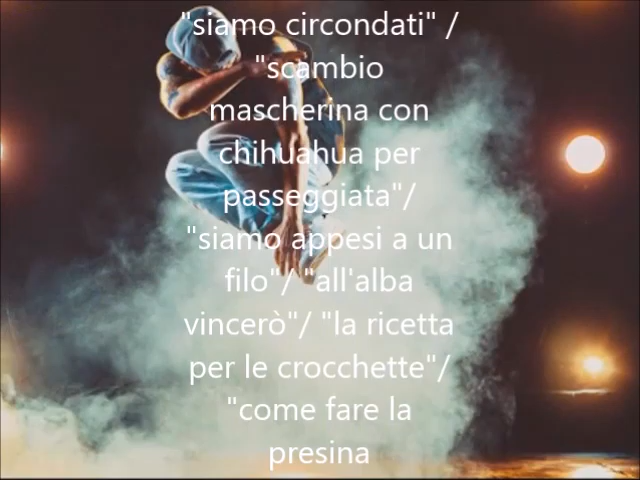 "siamo circondati" /
"scambio
mascherina con
chihuahua per
passeggiata"/
"siamo appesi a un
filo"/ "all'alba
vincerò"/ "la ricetta
per le crocchette"/
"come fare la
presina